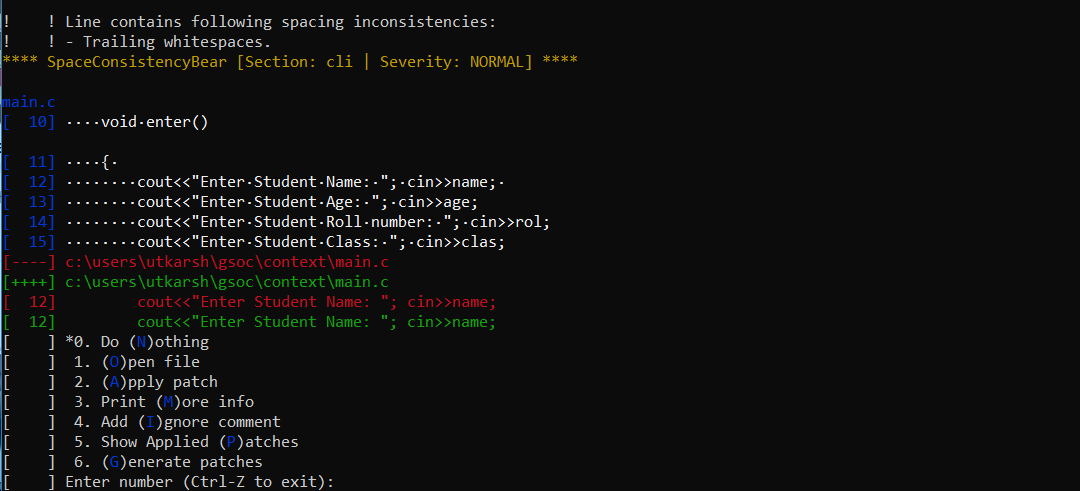 !    ! Line contains following spacing inconsistencies:
!    ! - Trailing whitespaces.
**** SpaceConsistencyBear [Section: cli | Severity: NORMAL] ****
main.c
[  10] ····void·enter()
[  11] ····{·
[  12] ········cout<<"Enter·Student·Name:·";·cin>>name;·
[  13] ········cout<<"Enter·Student·Age:·";·cin>>age;
[  14] ········cout<<"Enter·Student·Roll·number:·";·cin>>rol;
[  15] ········cout<<"Enter·Student·Class:·";·cin>>clas;
[----] c:\users\utkarsh\gsoc\context\main.c
[++++] c:\users\utkarsh\gsoc\context\main.c
[  12]         cout<<"Enter Student Name: "; cin>>name;
[  12]         cout<<"Enter Student Name: "; cin>>name;
[    ] *0. Do (N)othing
[    ]  1. (O)pen file
[    ]  2. (A)pply patch
[    ]  3. Print (M)ore info
[    ]  4. Add (I)gnore comment
[    ]  5. Show Applied (P)atches
[    ]  6. (G)enerate patches
[    ] Enter number (Ctrl-Z to exit):